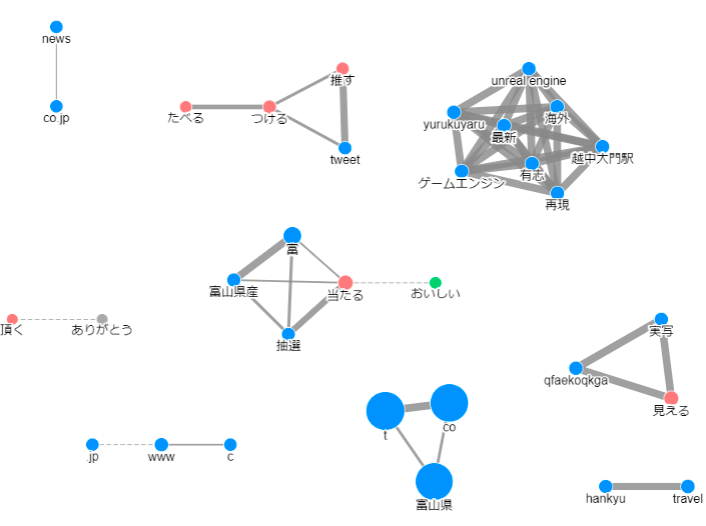 news
co.jp
推す
たべる
つける
tweet
unreal engine
yurukuyaru
海外
最新
越中大門駅
ゲームエンジン
有志
再現
富
富山県産
当たる
おいしい
抽選
頂く
ありがとう
実写
qfaekoqkga
見える
t
co
富山県
.jp
www
c
hankyu
travel